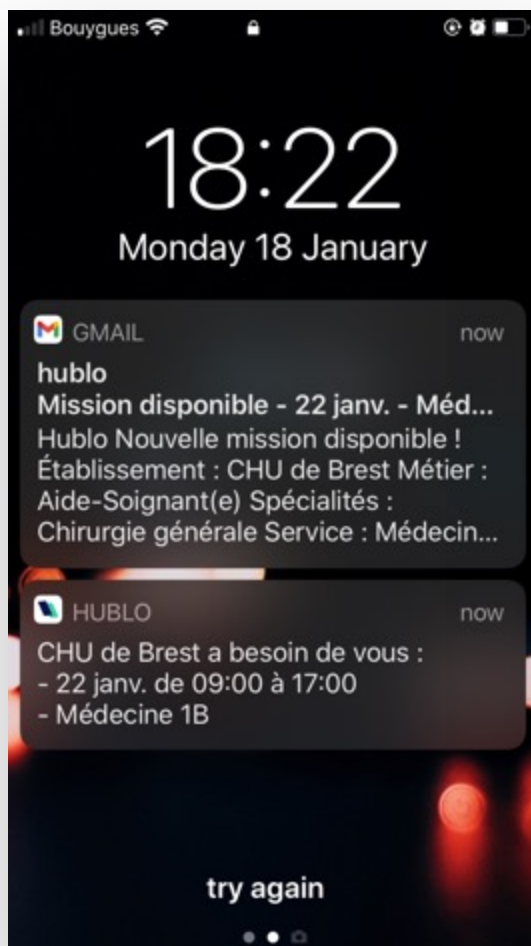 Bouygues
18:22
Monday 18 January
GMAIL now
hublo
Mission disponible - 22 janv. - Méd...
Hublo Nouvelle mission disponible !
Établissement : CHU de Brest Métier :
Aide-Soignant(e) Spécialités :
Chirurgie générale Service : Médecin...
HUBLO now
CHU de Brest a besoin de vous :
- 22 janv. de 09:00 à 17:00
- Médecine 1B
try again